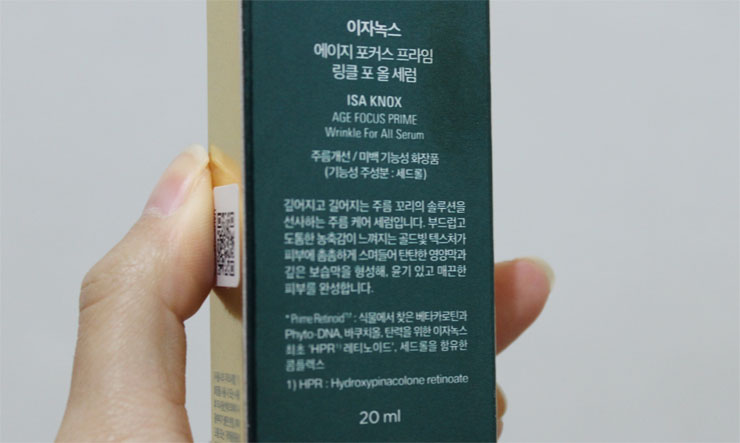 이자녹스
에이지 포커스 프라임
링클 포 올 세럼
ISA KNOX
AGE FOCUS PRIME
Wrinkle For All Serum
주름개선 / 미백 기능성 화장품
(기능성 주성분 : 세드롤)
깊어지고 길어지는 주름 꼬리의 솔루션을
선사하는 주름 케어 세럼입니다. 부드럽고
도톰한 농축감이 느껴지는 골드빛 텍스처가
피부에 촘촘하게 스며들어 탄탄한 영양막과
깊은 보습막을 형성해, 윤기 있고 매끈한
피부를 완성합니다.
*Prime Retinoid™ : 식물에서 찾은 베타카로틴과
Phyto-DNA, 바쿠치올, 탄력을 위한 이자녹스
최초 'HPR¹⁾ 레티노이드', 세드롤을 함유한
콤플렉스
1) HPR : Hydroxypinacolone retinoate
20 ml